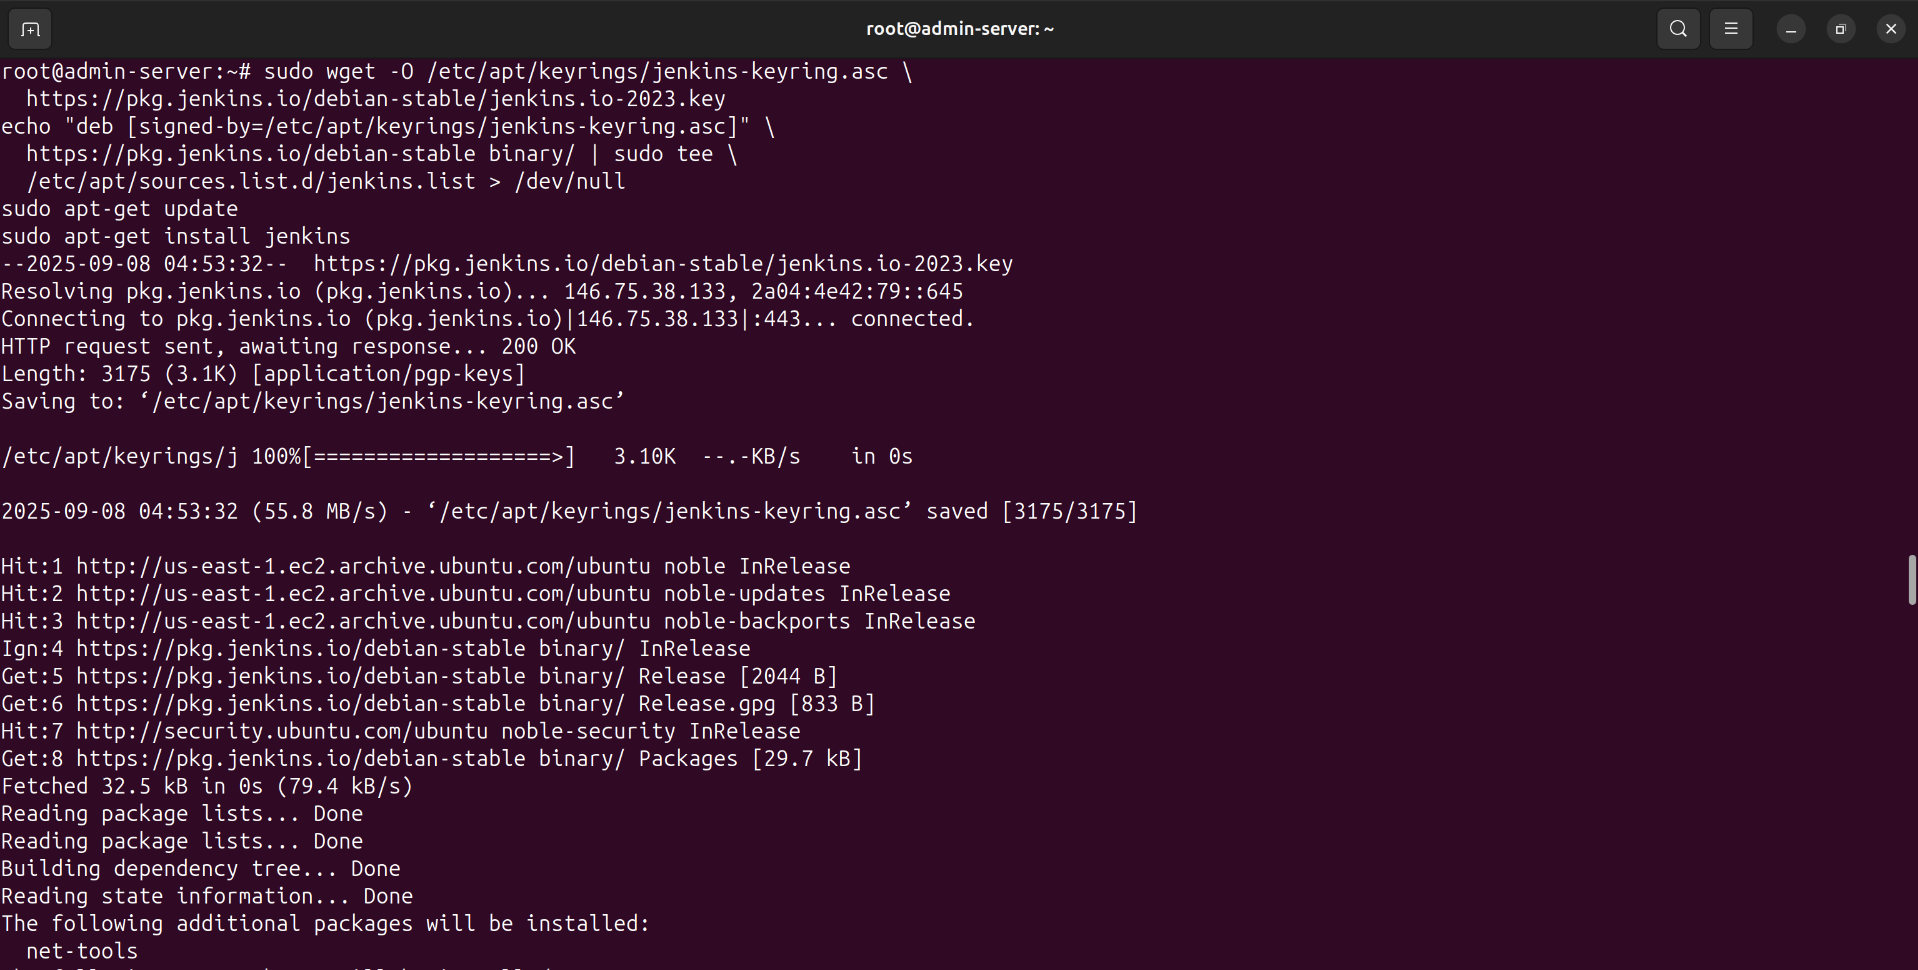 root@admin-server: ~
root@admin-server:~# sudo wget -O /etc/apt/keyrings/jenkins-keyring.asc \
  https://pkg.jenkins.io/debian-stable/jenkins.io-2023.key
echo "deb [signed-by=/etc/apt/keyrings/jenkins-keyring.asc]" \
  https://pkg.jenkins.io/debian-stable binary/ | sudo tee \
  /etc/apt/sources.list.d/jenkins.list > /dev/null
sudo apt-get update
sudo apt-get install jenkins
--2025-09-08 04:53:32--  https://pkg.jenkins.io/debian-stable/jenkins.io-2023.key
Resolving pkg.jenkins.io (pkg.jenkins.io)... 146.75.38.133, 2a04:4e42:79::645
Connecting to pkg.jenkins.io (pkg.jenkins.io)|146.75.38.133|:443... connected.
HTTP request sent, awaiting response... 200 OK
Length: 3175 (3.1K) [application/pgp-keys]
Saving to: ‘/etc/apt/keyrings/jenkins-keyring.asc’
/etc/apt/keyrings/j 100%[===================>]   3.10K  --.-KB/s    in 0s
2025-09-08 04:53:32 (55.8 MB/s) - ‘/etc/apt/keyrings/jenkins-keyring.asc’ saved [3175/3175]
Hit:1 http://us-east-1.ec2.archive.ubuntu.com/ubuntu noble InRelease
Hit:2 http://us-east-1.ec2.archive.ubuntu.com/ubuntu noble-updates InRelease
Hit:3 http://us-east-1.ec2.archive.ubuntu.com/ubuntu noble-backports InRelease
Ign:4 https://pkg.jenkins.io/debian-stable binary/ InRelease
Get:5 https://pkg.jenkins.io/debian-stable binary/ Release [2044 B]
Get:6 https://pkg.jenkins.io/debian-stable binary/ Release.gpg [833 B]
Hit:7 http://security.ubuntu.com/ubuntu noble-security InRelease
Get:8 https://pkg.jenkins.io/debian-stable binary/ Packages [29.7 kB]
Fetched 32.5 kB in 0s (79.4 kB/s)
Reading package lists... Done
Reading package lists... Done
Building dependency tree... Done
Reading state information... Done
The following additional packages will be installed:
  net-tools